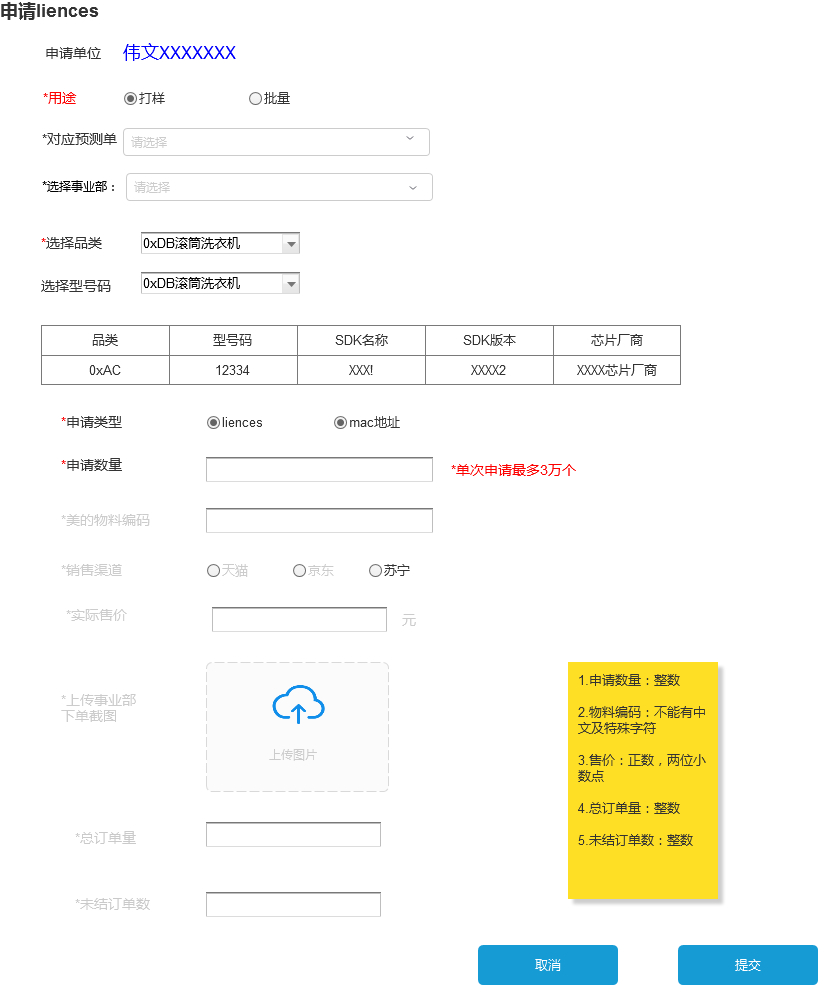 申请liences
申请单位 伟文XXXXXXX
*用途 打样 批量
*对应预测单 请选择
*选择事业部： 请选择
*选择品类 0xDB滚筒洗衣机
选择型号码 0xDB滚筒洗衣机
品类 型号码 SDK名称 SDK版本 芯片厂商
0xAC 12334 XXX! XXXX2 XXXX芯片厂商
*申请类型 liences mac地址
*申请数量 *单次申请最多3万个
*美的物料编码
*销售渠道 天猫 京东 苏宁
*实际售价 元
*上传事业部
下单截图
上传图片
1.申请数量：整数
2.物料编码：不能有中
文及特殊字符
3.售价：正数，两位小
数点
4.总订单量：整数
5.未结订单数：整数
*总订单量
*未结订单数
取消 提交